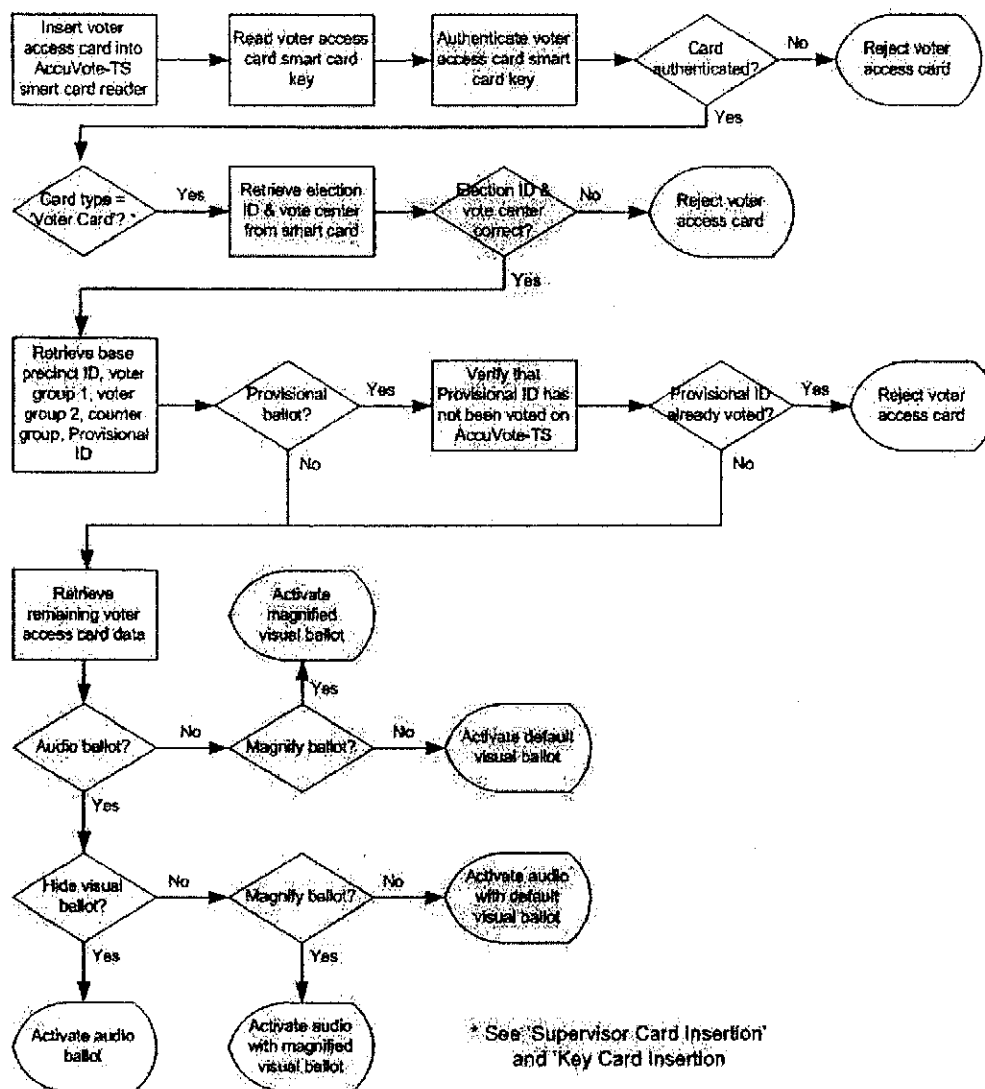 Insert voter
access card into
AccuVote-TS
smart card reader
Read voter access
card smart card
key
Authenticate voter
access card smart
card key
Card
authenticated?
No
Reject voter
access card
Yes
Card type =
'Voter Card'? *
Yes
Retrieve election
ID & vote center
from smart card
Election ID &
vote center
correct?
No
Reject voter
access card
Yes
Retrieve base
precinct ID, voter
group 1, voter
group 2, counter
group, Provisional
ID
Provisional
ballot?
Yes
Verify that
Provisional ID has
not been voted on
AccuVote-TS
Provisional ID
already voted?
Yes
Reject voter
access card
No
No
Retrieve
remaining voter
access card data
Activate
magnified
visual ballot
Yes
Audio ballot?
No
Magnify ballot?
No
Activate default
visual ballot
Yes
Hide visual
ballot?
No
Magnify ballot?
No
Activate audio
with default
visual ballot
Yes
Yes
Activate audio
ballot
Activate audio
with magnified
visual ballot
* See 'Supervisor Card Insertion'
and 'Key Card Insertion